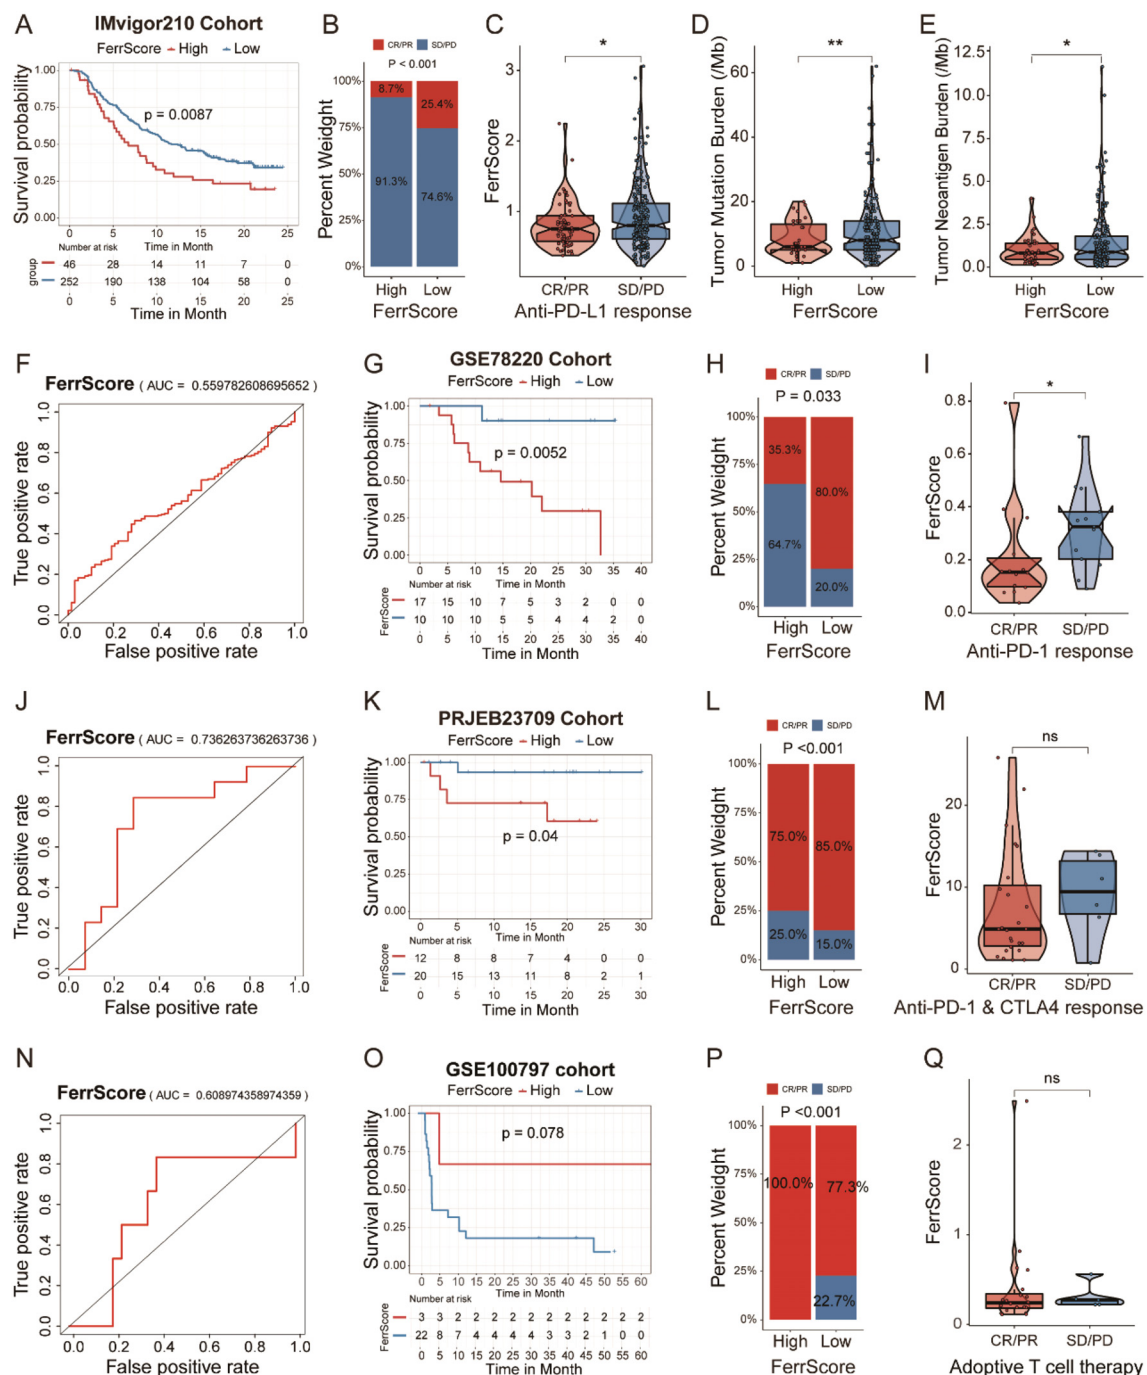 A
IMvigor210 Cohort
FerrScore High Low
Survival probability
1.00
0.75
0.50
0.25
0.00
p = 0.0087
0 5 10 15 20 25
Number at risk
Time in Month
group
46 28 14 11 7 0
252 190 138 104 58 0
0 5 10 15 20 25
Time in Month
B
CR/PR SD/PD
P < 0.001
Percent Weidght
100%
75%
50%
25%
0%
8.7%
25.4%
91.3%
74.6%
High Low
FerrScore
C
*
FerrScore
3
2
1
CR/PR SD/PD
Anti-PD-L1 response
D
**
Tumor Mutation Burden (/Mb)
60
40
20
0
High Low
FerrScore
E
*
Tumor Neoantigen Burden (/Mb)
12.5
10.0
7.5
5.0
2.5
0.0
High Low
FerrScore
F
FerrScore ( AUC = 0.559782608695652 )
True positive rate
1.0
0.8
0.6
0.4
0.2
0.0
0.0 0.2 0.4 0.6 0.8 1.0
False positive rate
G
GSE78220 Cohort
FerrScore High Low
Survival probability
1.00
0.75
0.50
0.25
0.00
p = 0.0052
0 5 10 15 20 25 30 35 40
Number at risk
Time in Month
FerrScore
17 15 10 7 5 3 2 0 0
10 10 10 5 5 4 4 2 0
0 5 10 15 20 25 30 35 40
Time in Month
H
CR/PR SD/PD
P = 0.033
Percent Weidght
100%
75%
50%
25%
0%
35.3%
80.0%
64.7%
20.0%
High Low
FerrScore
I
*
FerrScore
0.8
0.6
0.4
0.2
0.0
CR/PR SD/PD
Anti-PD-1 response
J
FerrScore ( AUC = 0.736263736263736 )
True positive rate
1.0
0.8
0.6
0.4
0.2
0.0
0.0 0.2 0.4 0.6 0.8 1.0
False positive rate
K
PRJEB23709 Cohort
FerrScore High Low
Survival probability
1.00
0.75
0.50
0.25
0.00
p = 0.04
0 5 10 15 20 25 30
Number at risk
Time in Month
FerrScore
12 8 8 7 4 0 0
20 15 13 11 8 2 1
0 5 10 15 20 25 30
Time in Month
L
CR/PR SD/PD
P <0.001
Percent Weidght
100%
75%
50%
25%
0%
75.0%
85.0%
25.0%
15.0%
High Low
FerrScore
M
ns
FerrScore
20
10
0
CR/PR SD/PD
Anti-PD-1 & CTLA4 response
N
FerrScore ( AUC = 0.608974358974359 )
True positive rate
1.0
0.8
0.6
0.4
0.2
0.0
0.0 0.2 0.4 0.6 0.8 1.0
False positive rate
O
GSE100797 cohort
FerrScore High Low
Survival probability
1.00
0.75
0.50
0.25
0.00
p = 0.078
0 5 10 15 20 25 30 35 40 45 50 55 60
Number at risk
Time in Month
FerrScore
3 3 2 2 2 2 2 2 2 2 2 2 2
22 8 7 4 4 4 4 3 3 2 1 0 0
0 5 10 15 20 25 30 35 40 45 50 55 60
Time in Month
P
CR/PR SD/PD
P <0.001
Percent Weidght
100%
75%
50%
25%
0%
100.0%
77.3%
22.7%
High Low
FerrScore
Q
ns
FerrScore
2
1
0
CR/PR SD/PD
Adoptive T cell therapy